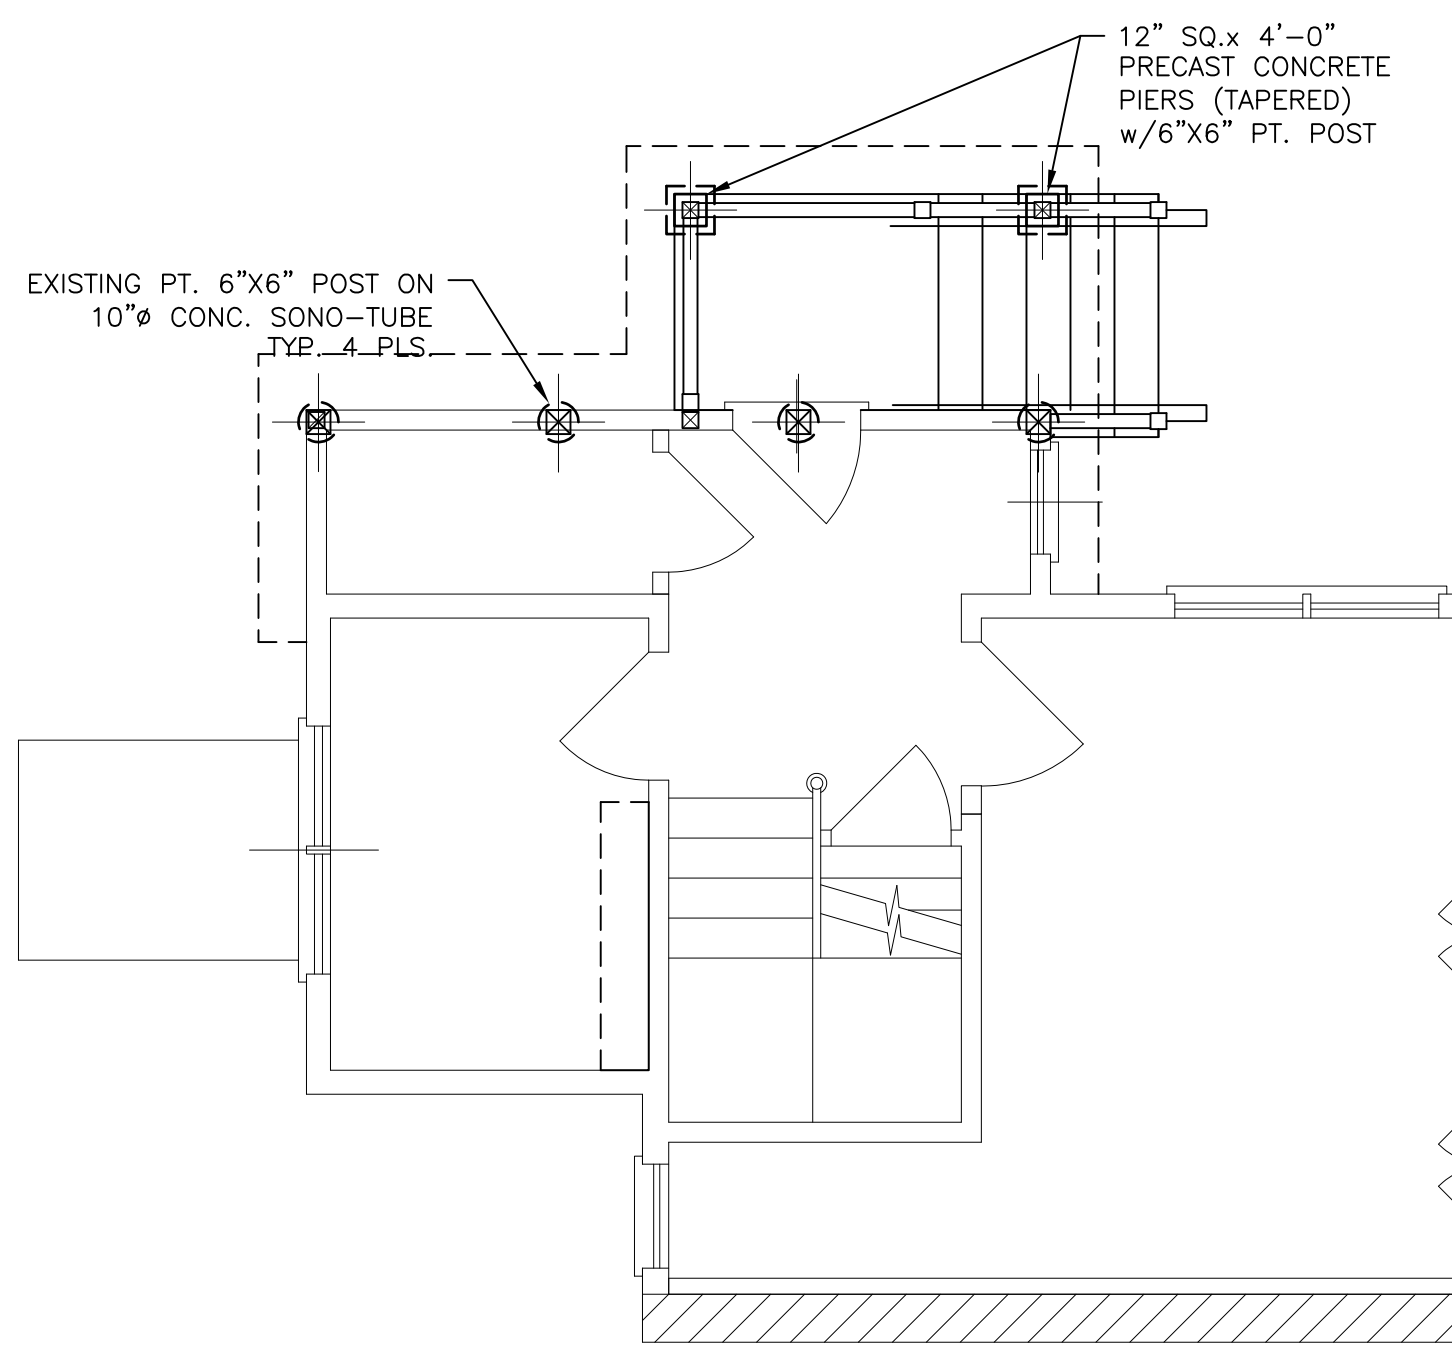 12” SQ.x 4’-0”
PRECAST CONCRETE
PIERS (TAPERED)
w/6”X6” PT. POST
EXISTING PT. 6”X6” POST ON
10”ø CONC. SONO-TUBE
TYP. 4 PLS.